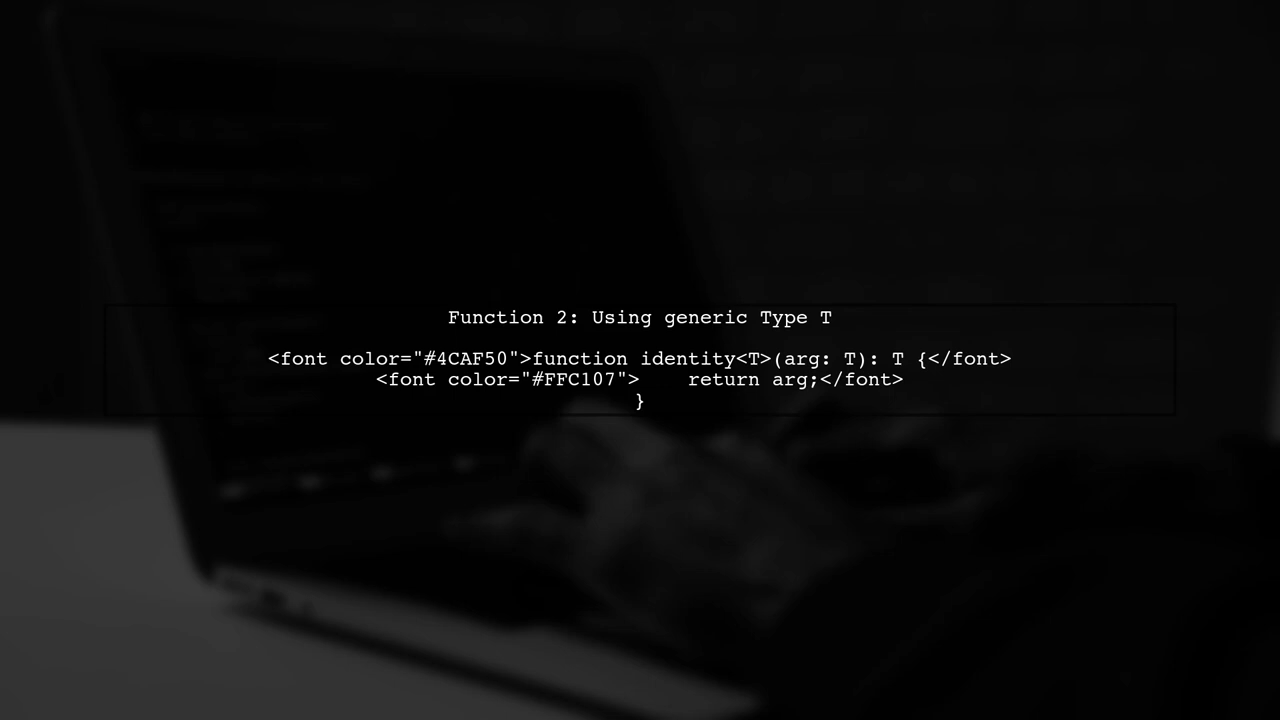 Function 2: Using generic Type T
<font color="#4CAF50">function identity<T>(arg: T): T {</font>
<font color="#FFC107">    return arg;</font>
}